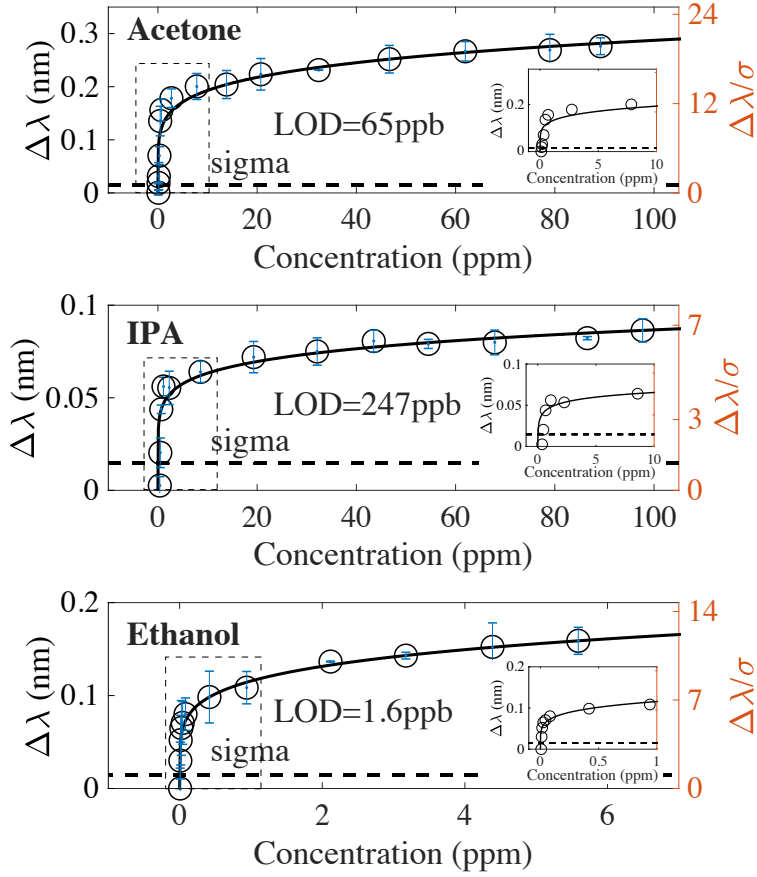 Acetone
Δλ (nm)
0.3
0.2
0.1
0
LOD=65ppb
sigma
24
12
0
Δλ/σ
0 20 40 60 80 100
Concentration (ppm)
Δλ (nm)
0.2
0
0 5 10
Concentration (ppm)
IPA
Δλ (nm)
0.1
0.05
0
LOD=247ppb
sigma
7
3
0
Δλ/σ
0 20 40 60 80 100
Concentration (ppm)
Δλ (nm)
0.1
0.05
0
0 5 10
Concentration (ppm)
Ethanol
Δλ (nm)
0.2
0.1
0
LOD=1.6ppb
sigma
14
7
0
Δλ/σ
0 2 4 6
Concentration (ppm)
Δλ (nm)
0.2
0.1
0
0 0.5 1
Concentration (ppm)